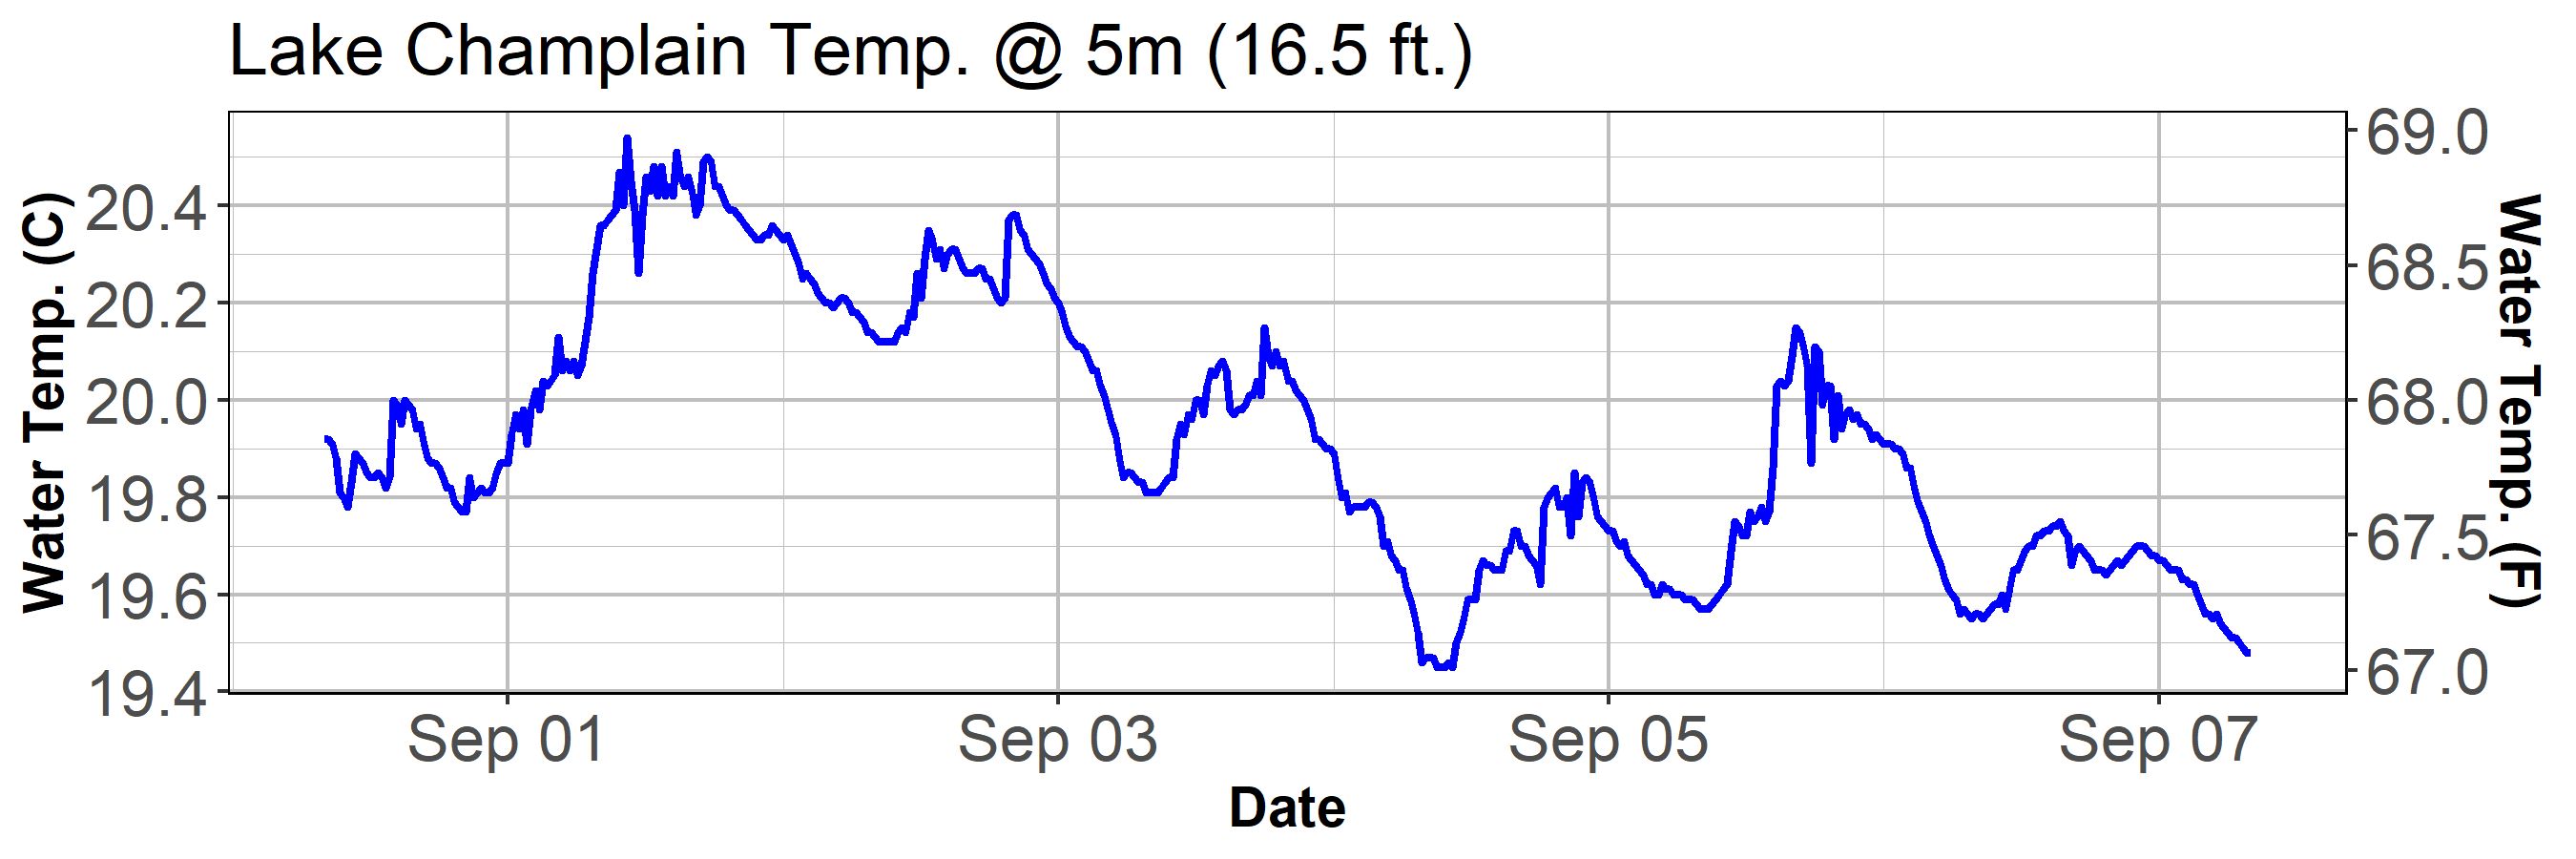 Lake Champlain Temp. @ 5m (16.5 ft.)
Water Temp. (C)
20.4
20.2
20.0
19.8
19.6
19.4
69.0
68.5
68.0
67.5
67.0
Water Temp. (F)
Sep 01 Sep 03 Sep 05 Sep 07
Date